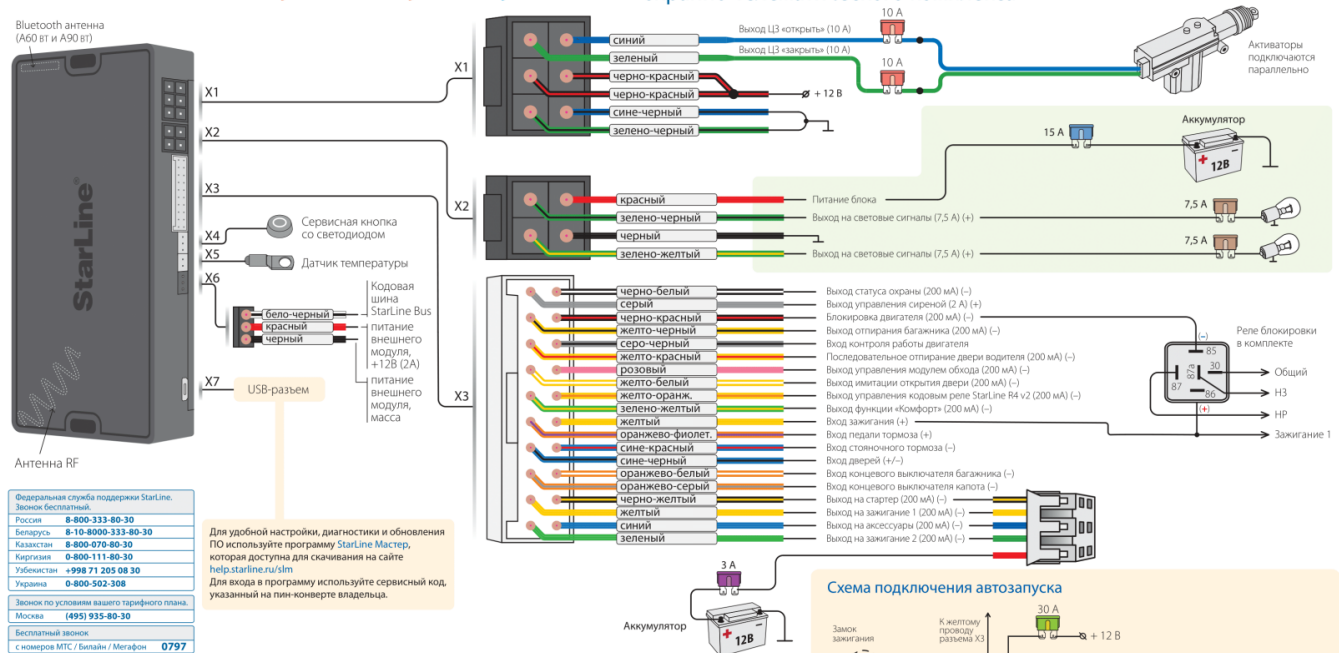 Bluetooth антенна
(A60 BT и A90 BT)
StarLine®
X1
X2
X3
X4
X5
X6
X7
Сервисная кнопка
со светодиодом
Датчик температуры
бело-черный
красный
черный
Кодовая
шина
StarLine Bus
питание
внешнего
модуля,
+12В (2А)
питание
внешнего
модуля,
масса
USB-разъем
Антенна RF
X1
синий
зеленый
черно-красный
черно-красный
сине-черный
зелено-черный
Выход ЦЗ «открыть» (10 А)
Выход ЦЗ «закрыть» (10 А)
10 А
10 А
+ 12 В
Активаторы
подключаются
параллельно
X2
красный
зелено-черный
черный
зелено-желтый
Питание блока
Выход на световые сигналы (7,5 А) (+)
Выход на световые сигналы (7,5 А) (+)
15 А
Аккумулятор
12В
7,5 А
7,5 А
X3
черно-белый Выход статуса охраны (200 мА) (–)
серый Выход управления сиреной (2 А) (+)
черно-красный Блокировка двигателя (200 мА) (–)
желто-черный Выход отпирания багажника (200 мА) (–)
серо-черный Вход контроля работы двигателя
желто-красный Последовательное отпирание двери водителя (200 мА) (–)
розовый Выход управления модулем обхода (200 мА) (–)
желто-белый Выход имитации открытия двери (200 мА) (–)
желто-оранж. Выход управления кодовым реле StarLine R4 v2 (200 мА) (–)
зелено-желтый Выход функции «Комфорт» (200 мА) (–)
желтый Вход зажигания (+)
оранжево-фиолет. Вход педали тормоза (+)
сине-красный Вход стояночного тормоза (–)
сине-черный Вход дверей (+/–)
оранжево-белый Вход концевого выключателя багажника (–)
оранжево-серый Вход концевого выключателя капота (–)
черно-желтый Выход на стартер (200 мА) (–)
желтый Выход на зажигание 1 (200 мА) (–)
синий Выход на аксессуары (200 мА) (–)
зеленый Выход на зажигание 2 (200 мА) (–)
Реле блокировки
в комплекте
(–)
85
30
87a
87
86
(+)
Общий
НЗ
НР
Зажигание 1
3 А
Аккумулятор
12В
Федеральная служба поддержки StarLine.
Звонок бесплатный.
Россия 8-800-333-80-30
Беларусь 8-10-8000-333-80-30
Казахстан 8-800-070-80-30
Киргизия 0-800-111-80-30
Узбекистан +998 71 205 08 30
Украина 0-800-502-308
Звонок по условиям вашего тарифного плана.
Москва (495) 935-80-30
Бесплатный звонок
с номеров МТС / Билайн / Мегафон 0797
Для удобной настройки, диагностики и обновления
ПО используйте программу StarLine Мастер,
которая доступна для скачивания на сайте
help.starline.ru/slm
Для входа в программу используйте сервисный код,
указанный на пин-конверте владельца.
Схема подключения автозапуска
Замок
зажигания
К желтому
проводу
разъема X3
30 А
+ 12 В